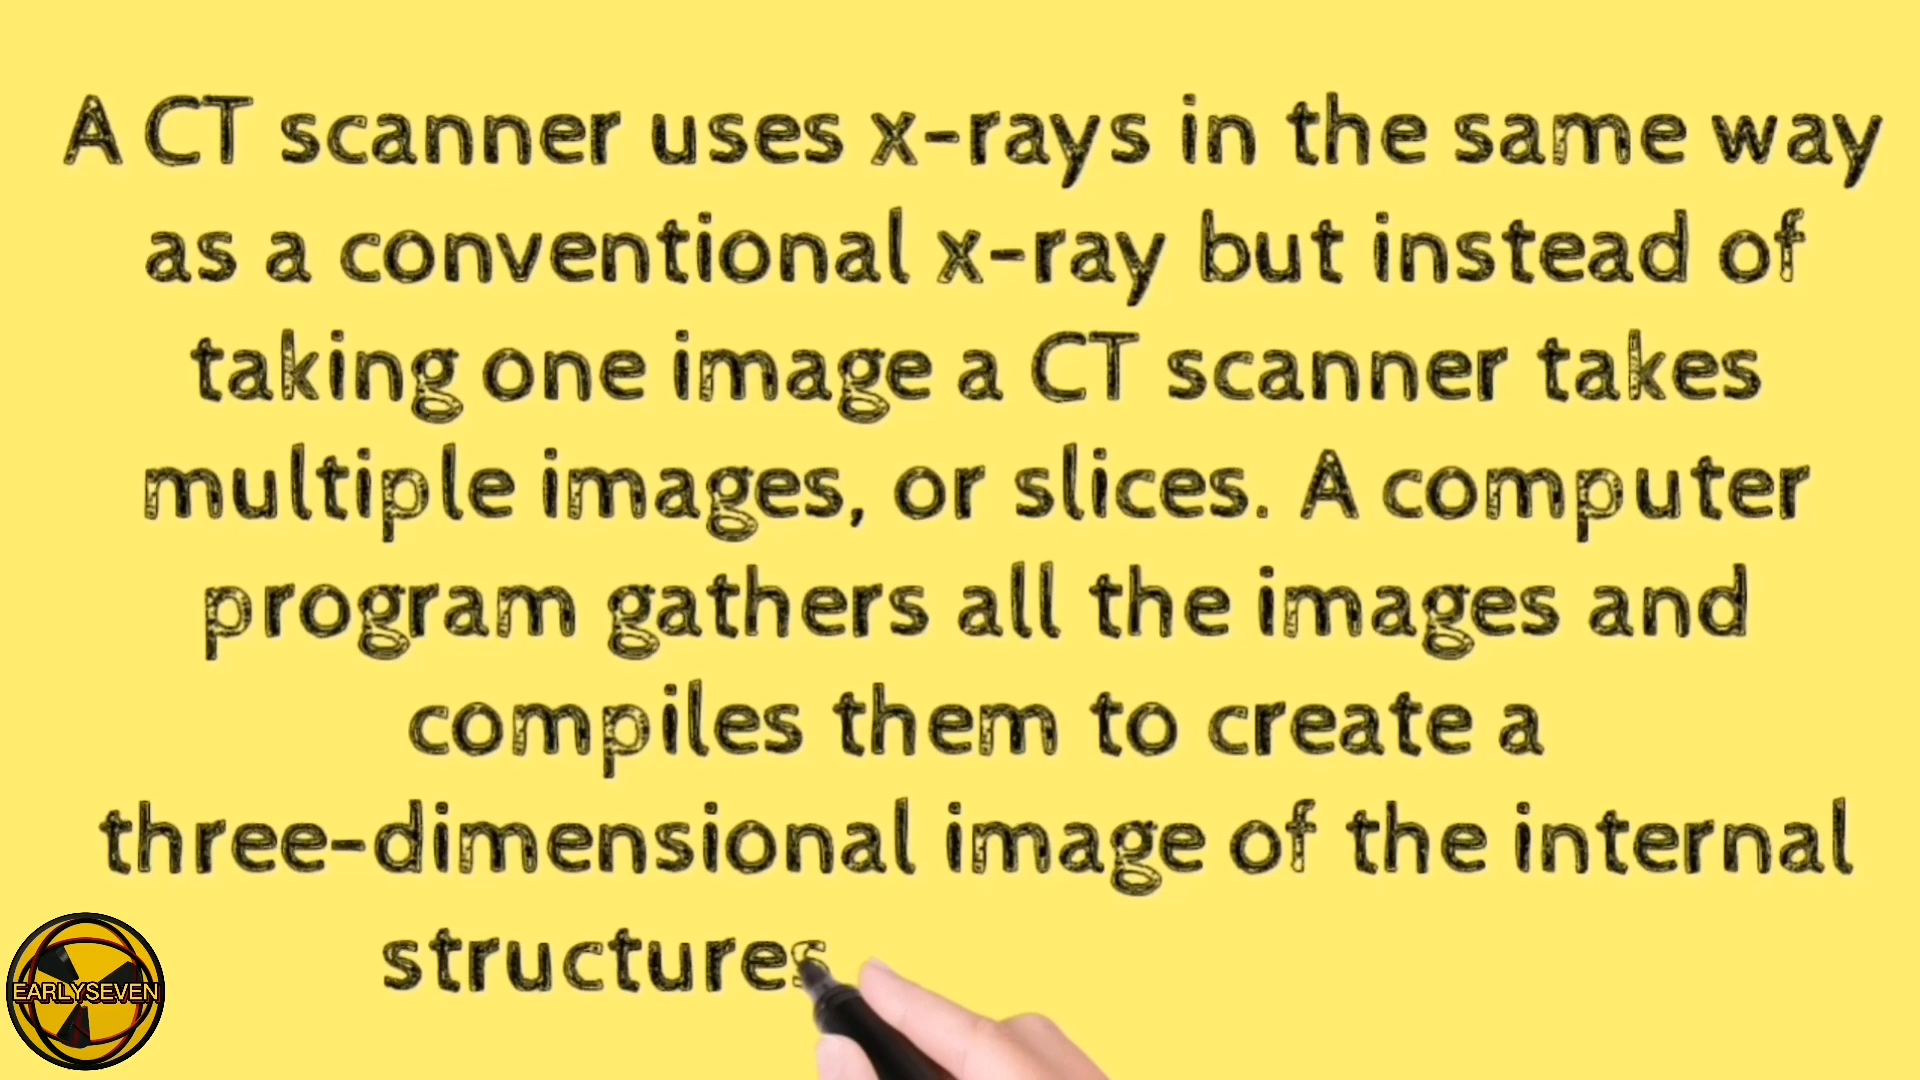 A CT scanner uses x-rays in the same way
as a conventional x-ray but instead of
taking one image a CT scanner takes
multiple images, or slices. A computer
program gathers all the images and
compiles them to create a
three-dimensional image of the internal
structures
EARLYSEVEN